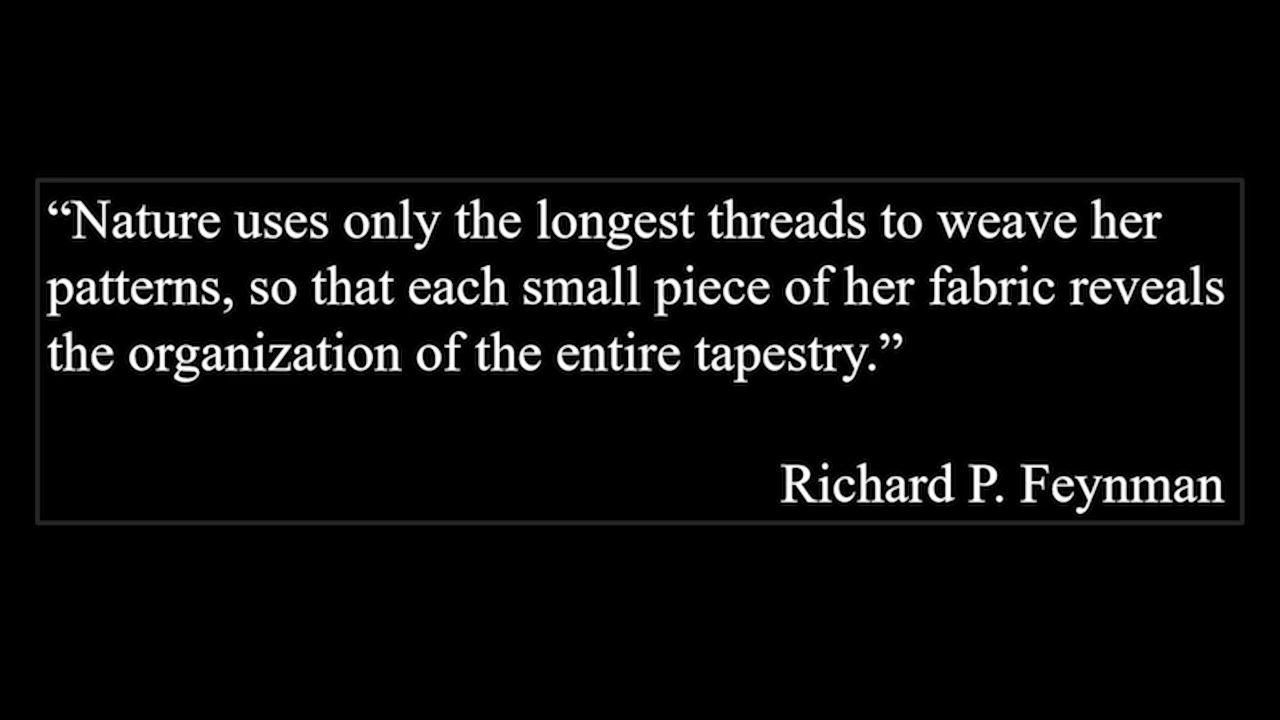 “Nature uses only the longest threads to weave her
patterns, so that each small piece of her fabric reveals
the organization of the entire tapestry.”
Richard P. Feynman